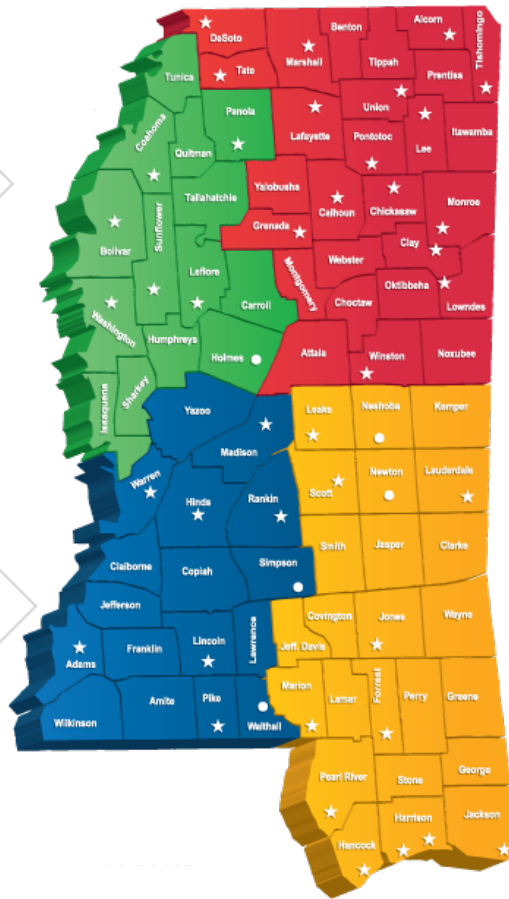 DeSoto
Benton
Alcorn
Tishomingo
Marshall
Tippah
Tate
Prentiss
Tunica
Panola
Union
Coahoma
Lafayette
Pontotoc
Lee
Itawamba
Quitman
Yalobusha
Tallahatchie
Calhoun
Chickasaw
Monroe
Sunflower
Grenada
Clay
Bolivar
Webster
Leflore
Montgomery
Oktibbeha
Carroll
Choctaw
Lowndes
Washington
Humphreys
Holmes
Attala
Winston
Noxubee
Issaquena
Sharkey
Yazoo
Leake
Neshoba
Kemper
Madison
Warren
Hinds
Rankin
Scott
Newton
Lauderdale
Smith
Jasper
Clarke
Claiborne
Copiah
Simpson
Jefferson
Covington
Jones
Wayne
Lawrence
Jeff. Davis
Adams
Franklin
Lincoln
Marion
Lamar
Forrest
Perry
Greene
Wilkinson
Amite
Pike
Walthall
Pearl River
Stone
George
Harrison
Jackson
Hancock